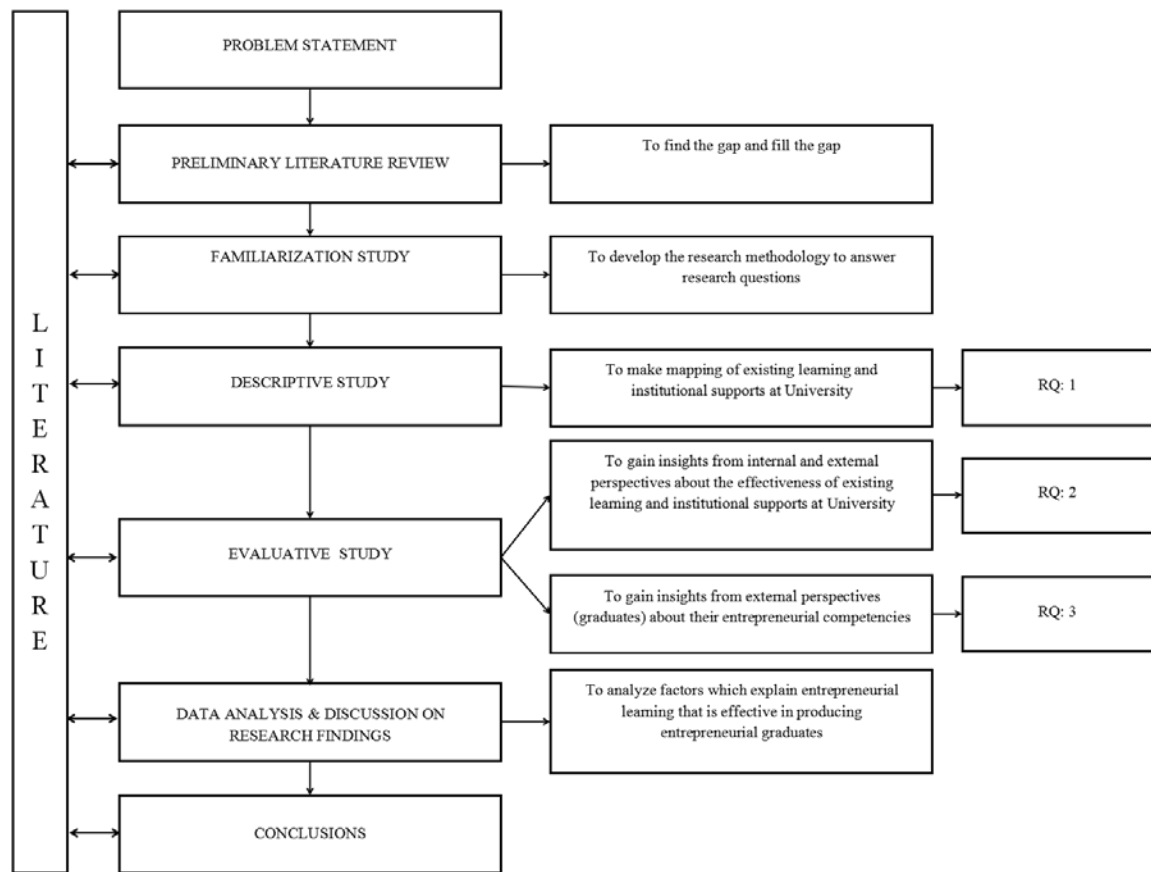 LITERATURE
PROBLEM STATEMENT
PRELIMINARY LITERATURE REVIEW
To find the gap and fill the gap
FAMILIARIZATION STUDY
To develop the research methodology to answer
research questions
DESCRIPTIVE STUDY
To make mapping of existing learning and
institutional supports at University
RQ: 1
To gain insights from internal and external
perspectives about the effectiveness of existing
learning and institutional supports at University
RQ: 2
EVALUATIVE STUDY
To gain insights from external perspectives
(graduates) about their entrepreneurial competencies
RQ: 3
DATA ANALYSIS & DISCUSSION ON
RESEARCH FINDINGS
To analyze factors which explain entrepreneurial
learning that is effective in producing
entrepreneurial graduates
CONCLUSIONS